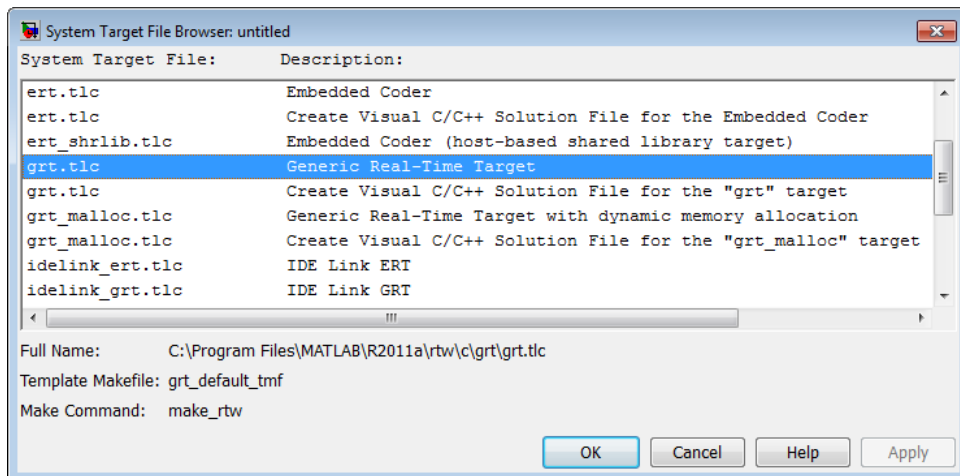 System Target File Browser: untitled
System Target File: Description:
ert.tlc Embedded Coder
ert.tlc Create Visual C/C++ Solution File for the Embedded Coder
ert_shrlib.tlc Embedded Coder (host-based shared library target)
grt.tlc Generic Real-Time Target
grt.tlc Create Visual C/C++ Solution File for the "grt" target
grt_malloc.tlc Generic Real-Time Target with dynamic memory allocation
grt_malloc.tlc Create Visual C/C++ Solution File for the "grt_malloc" target
idelink_ert.tlc IDE Link ERT
idelink_grt.tlc IDE Link GRT
Full Name: C:\Program Files\MATLAB\R2011a\rtw\c\grt\grt.tlc
Template Makefile: grt_default_tmf
Make Command: make_rtw
OK Cancel Help Apply